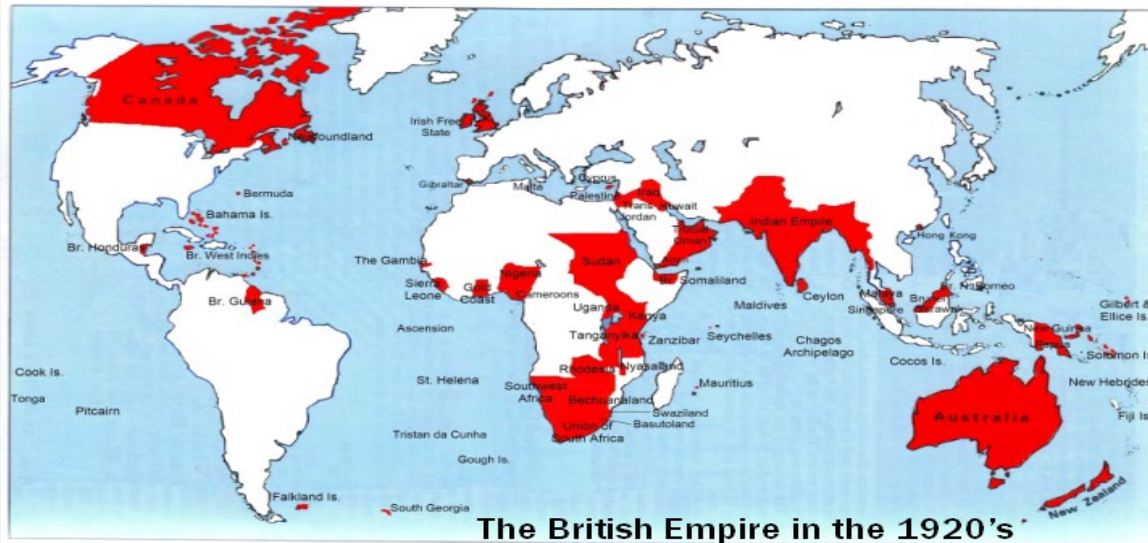 Canada
Newfoundland
Irish Free
State
Gibraltar
Malta
Cyprus
Palestine
Iraq
Trans
Jordan
Kuwait
Trucial
Oman
Aden
Indian Empire
Hong Kong
Bermuda
Bahama Is.
Br. Honduras
Br. West Indies
Br. Guiana
The Gambia
Sierra
Leone
Gold
Coast
Nigeria
Cameroons
Sudan
Br. Somaliland
Uganda
Kenya
Tanganyika
Zanzibar
Seychelles
Maldives
Ceylon
Malaya
Singapore
Brunei
Sarawak
Br. N. Borneo
Gilbert &
Ellice Is.
New Guinea
Papua
Solomon Is
New Hebrides
Fiji Is
Ascension
St. Helena
Rhodesia
Nyasaland
Southwest
Africa
Bechuanaland
Swaziland
Basutoland
Union of
South Africa
Mauritius
Chagos
Archipelago
Cocos Is.
Cook Is.
Tonga
Pitcairn
Tristan da Cunha
Gough Is.
Falkland Is.
South Georgia
Australia
New Zealand
The British Empire in the 1920's